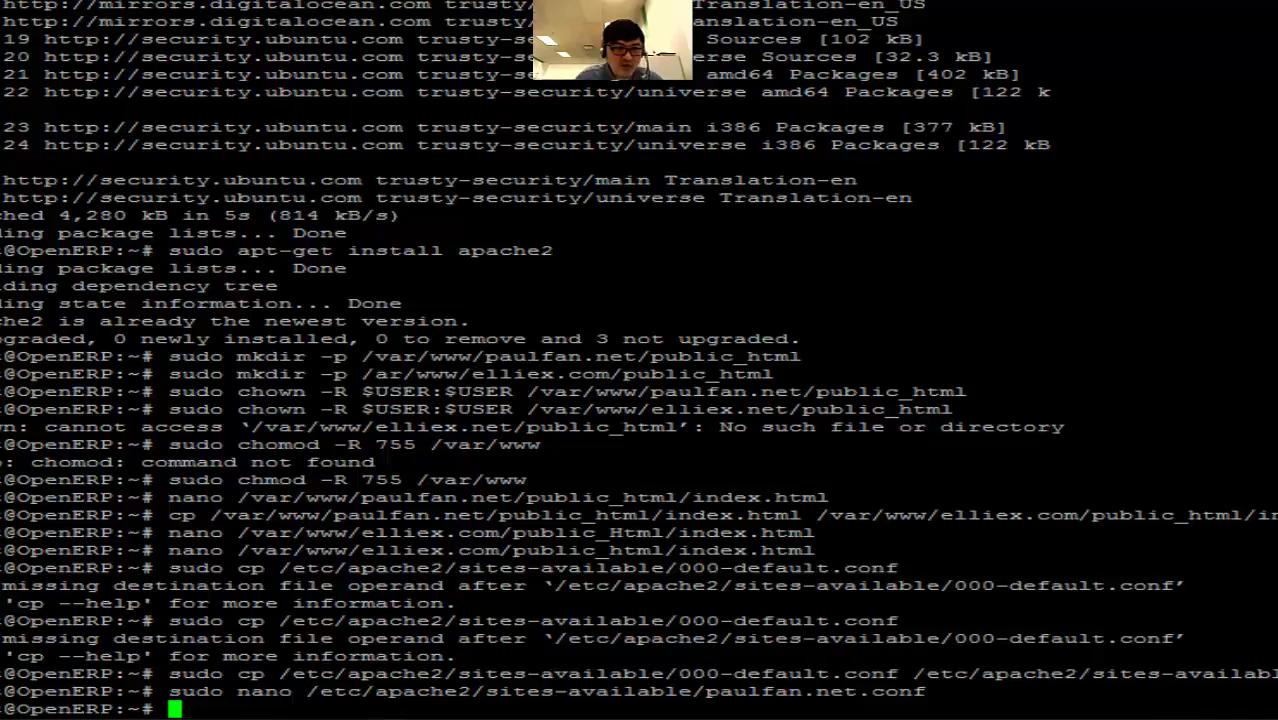 http://mirrors.digitalocean.com trusty/ Translation-en_US
http://mirrors.digitalocean.com trusty/ anslation-en_US
19 http://security.ubuntu.com trusty-se Sources [102 kB]
20 http://security.ubuntu.com trusty-se erse Sources [32.3 kB]
21 http://security.ubuntu.com trusty-se amd64 Packages [402 kB]
22 http://security.ubuntu.com trusty-security/universe amd64 Packages [122 k
23 http://security.ubuntu.com trusty-security/main i386 Packages [377 kB]
24 http://security.ubuntu.com trusty-security/universe i386 Packages [122 kB
http://security.ubuntu.com trusty-security/main Translation-en
http://security.ubuntu.com trusty-security/universe Translation-en
ched 4,280 kB in 5s (814 kB/s)
ding package lists... Done
@OpenERP:~# sudo apt-get install apache2
ding package lists... Done
lding dependency tree
ding state information... Done
che2 is already the newest version.
pgraded, 0 newly installed, 0 to remove and 3 not upgraded.
@OpenERP:~# sudo mkdir -p /var/www/paulfan.net/public_html
@OpenERP:~# sudo mkdir -p /ar/www/elliex.com/public_html
@OpenERP:~# sudo chown -R $USER:$USER /var/www/paulfan.net/public_html
@OpenERP:~# sudo chown -R $USER:$USER /var/www/elliex.net/public_html
wn: cannot access ‘/var/www/elliex.net/public_html’: No such file or directory
@OpenERP:~# sudo chomod -R 755 /var/www
: chomod: command not found
@OpenERP:~# sudo chmod -R 755 /var/www
@OpenERP:~# nano /var/www/paulfan.net/public_html/index.html
@OpenERP:~# cp /var/www/paulfan.net/public_html/index.html /var/www/elliex.com/public_html/in
@OpenERP:~# nano /var/www/elliex.com/public_Html/index.html
@OpenERP:~# nano /var/www/elliex.com/public_html/index.html
@OpenERP:~# sudo cp /etc/apache2/sites-available/000-default.conf
missing destination file operand after ‘/etc/apache2/sites-available/000-default.conf’
'cp --help' for more information.
@OpenERP:~# sudo cp /etc/apache2/sites-available/000-default.conf
missing destination file operand after ‘/etc/apache2/sites-available/000-default.conf’
'cp --help' for more information.
@OpenERP:~# sudo cp /etc/apache2/sites-available/000-default.conf /etc/apache2/sites-availabl
@OpenERP:~# sudo nano /etc/apache2/sites-available/paulfan.net.conf
@OpenERP:~#